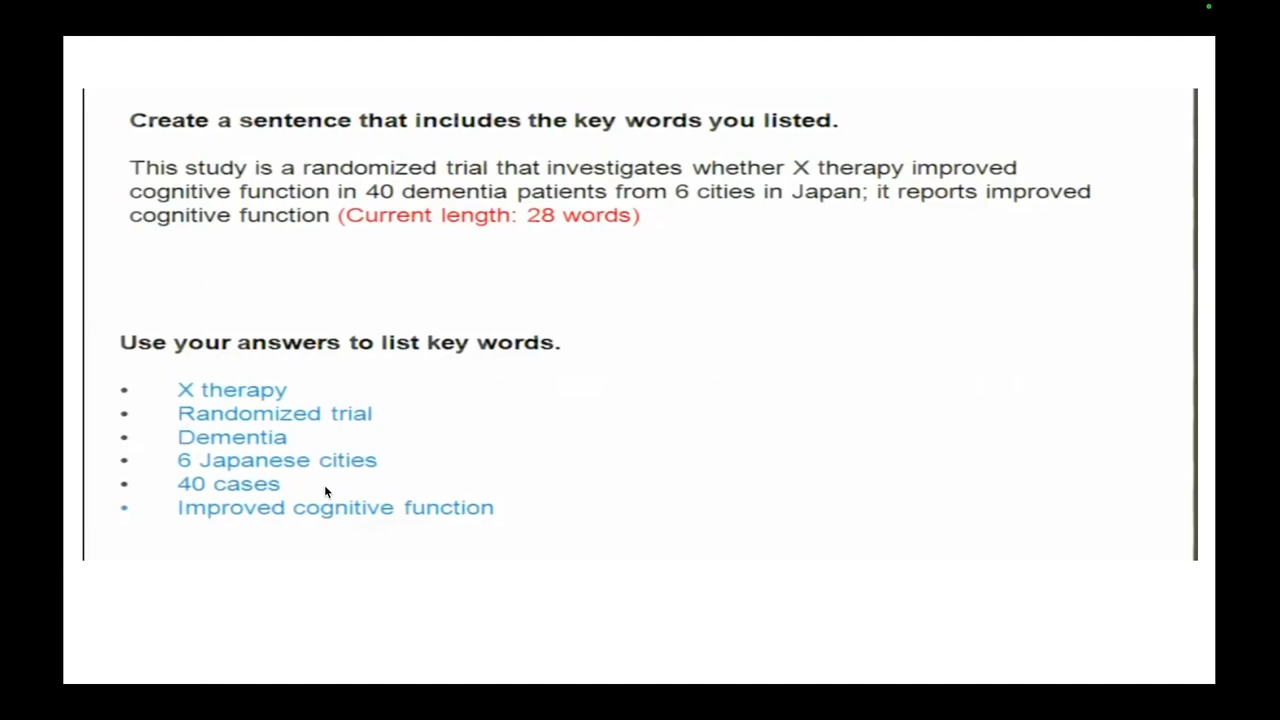 Create a sentence that includes the key words you listed.
This study is a randomized trial that investigates whether X therapy improved
cognitive function in 40 dementia patients from 6 cities in Japan; it reports improved
cognitive function (Current length: 28 words)
Use your answers to list key words.
• X therapy
• Randomized trial
• Dementia
• 6 Japanese cities
• 40 cases
• Improved cognitive function